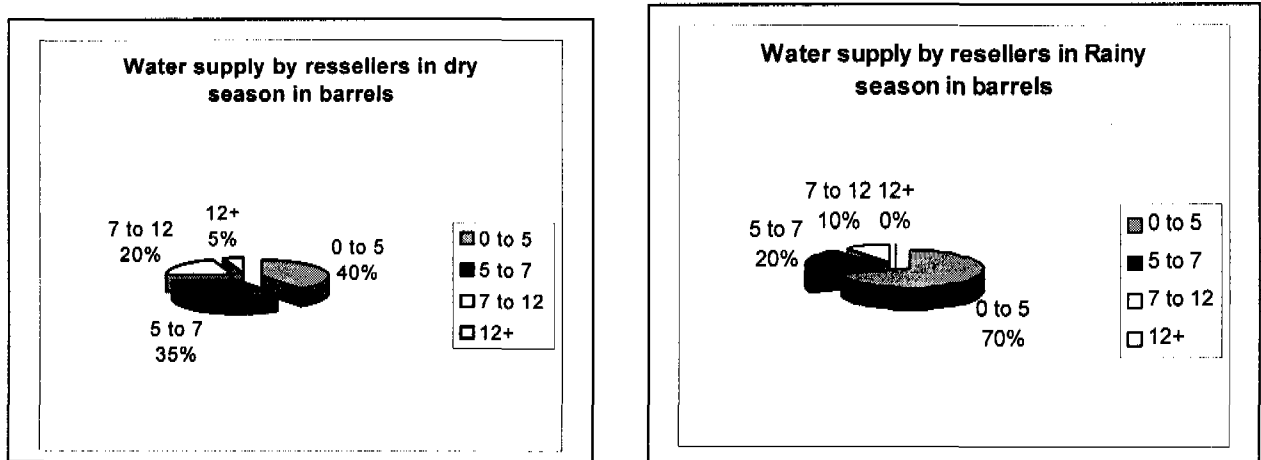 Water supply by ressellers in dry
season in barrels
7 to 12
20%
12+
5%
0 to 5
40%
5 to 7
35%
0 to 5
5 to 7
7 to 12
12+
Water supply by resellers in Rainy
season in barrels
7 to 12 12+
10% 0%
5 to 7
20%
0 to 5
70%
0 to 5
5 to 7
7 to 12
12+